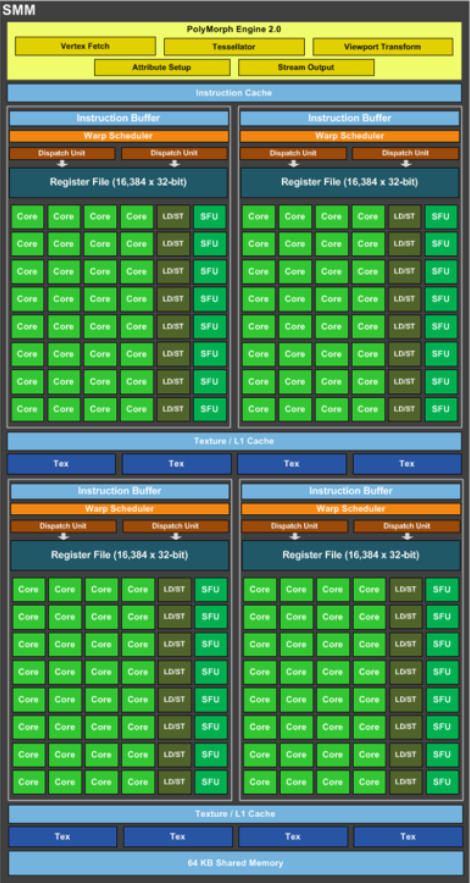 SMM
PolyMorph Engine 2.0
Vertex Fetch Tessellator Viewport Transform
Attribute Setup Stream Output
Instruction Cache
Instruction Buffer Instruction Buffer
Warp Scheduler Warp Scheduler
Dispatch Unit Dispatch Unit Dispatch Unit Dispatch Unit
Register File (16,384 x 32-bit) Register File (16,384 x 32-bit)
Core Core Core Core LD/ST SFU Core Core Core Core LD/ST SFU
Core Core Core Core LD/ST SFU Core Core Core Core LD/ST SFU
Core Core Core Core LD/ST SFU Core Core Core Core LD/ST SFU
Core Core Core Core LD/ST SFU Core Core Core Core LD/ST SFU
Core Core Core Core LD/ST SFU Core Core Core Core LD/ST SFU
Core Core Core Core LD/ST SFU Core Core Core Core LD/ST SFU
Core Core Core Core LD/ST SFU Core Core Core Core LD/ST SFU
Core Core Core Core LD/ST SFU Core Core Core Core LD/ST SFU
Texture / L1 Cache
Tex Tex Tex Tex
Instruction Buffer Instruction Buffer
Warp Scheduler Warp Scheduler
Dispatch Unit Dispatch Unit Dispatch Unit Dispatch Unit
Register File (16,384 x 32-bit) Register File (16,384 x 32-bit)
Core Core Core Core LD/ST SFU Core Core Core Core LD/ST SFU
Core Core Core Core LD/ST SFU Core Core Core Core LD/ST SFU
Core Core Core Core LD/ST SFU Core Core Core Core LD/ST SFU
Core Core Core Core LD/ST SFU Core Core Core Core LD/ST SFU
Core Core Core Core LD/ST SFU Core Core Core Core LD/ST SFU
Core Core Core Core LD/ST SFU Core Core Core Core LD/ST SFU
Core Core Core Core LD/ST SFU Core Core Core Core LD/ST SFU
Core Core Core Core LD/ST SFU Core Core Core Core LD/ST SFU
Texture / L1 Cache
Tex Tex Tex Tex
64 KB Shared Memory